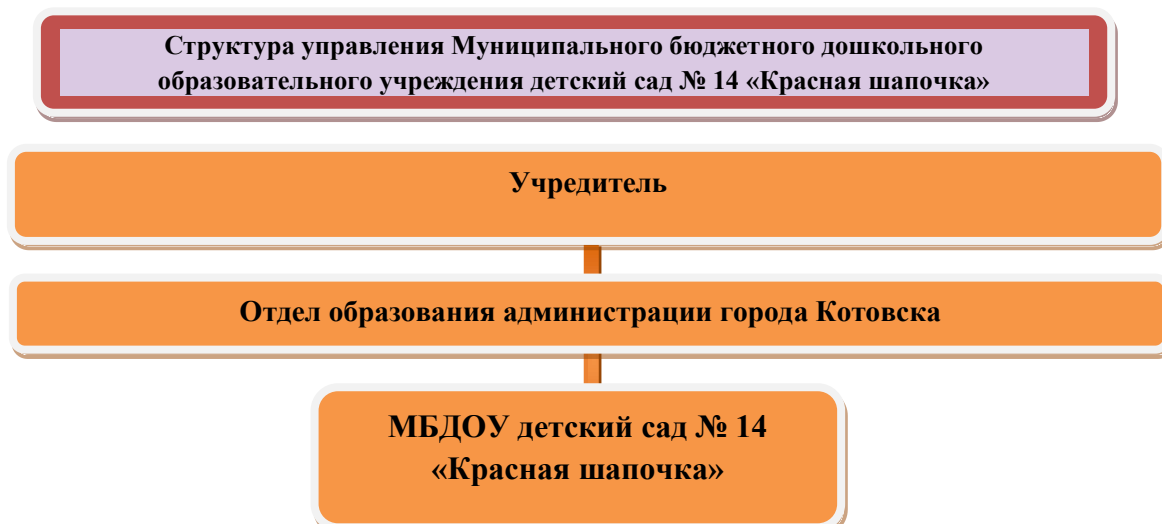 Структура управления Муниципального бюджетного дошкольного
образовательного учреждения детский сад № 14 «Красная шапочка»
Учредитель
Отдел образования администрации города Котовска
МБДОУ детский сад № 14
«Красная шапочка»